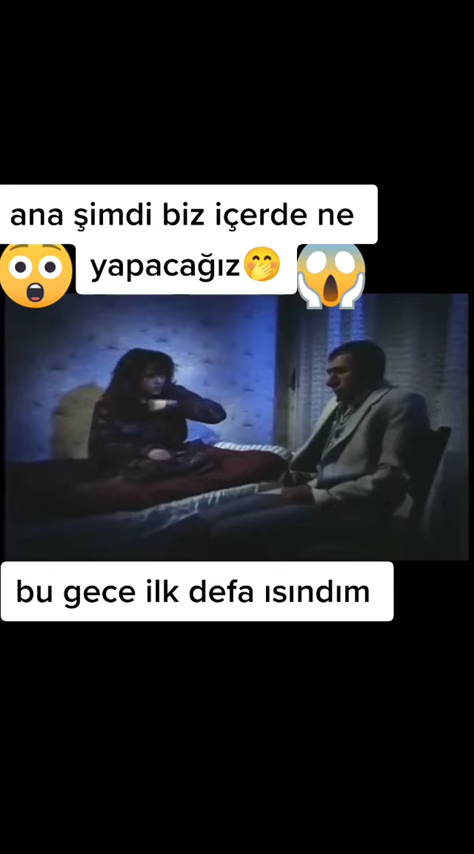 ana şimdi biz içerde ne
yapacağız🤭
bu gece ilk defa ısındım